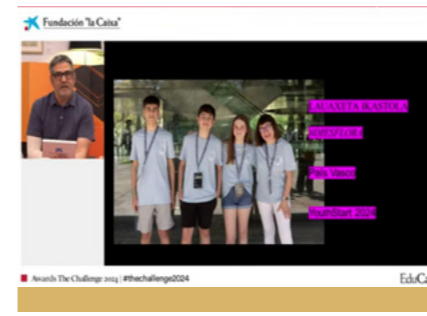 Fundación "la Caixa"
LAUAXETA IKASTOLA
País Vasco
YouthStart 2024
Awards The Challenge 2024 | #thechallenge2024
EduCa